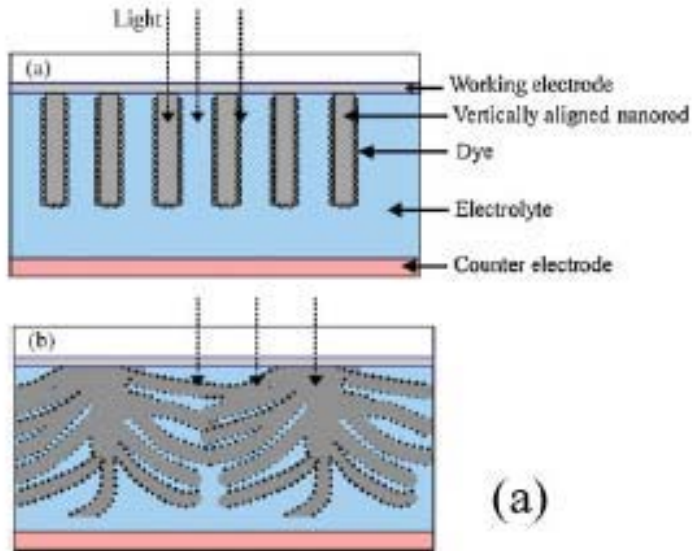 Light
(a)
Working electrode
Vertically aligned nanorod
Dye
Electrolyte
Counter electrode
(b)
(a)